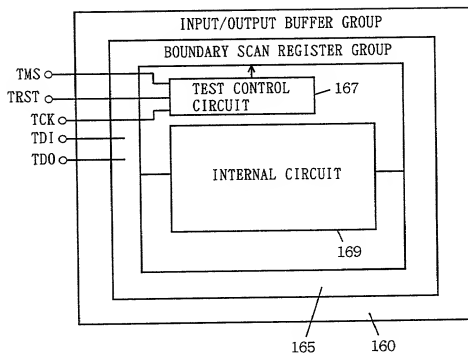 INPUT/OUTPUT BUFFER GROUP
BOUNDARY SCAN REGISTER GROUP
TMS
TEST CONTROL
CIRCUIT
167
TRST
TCK
TDI
TDO
INTERNAL CIRCUIT
169
165
160